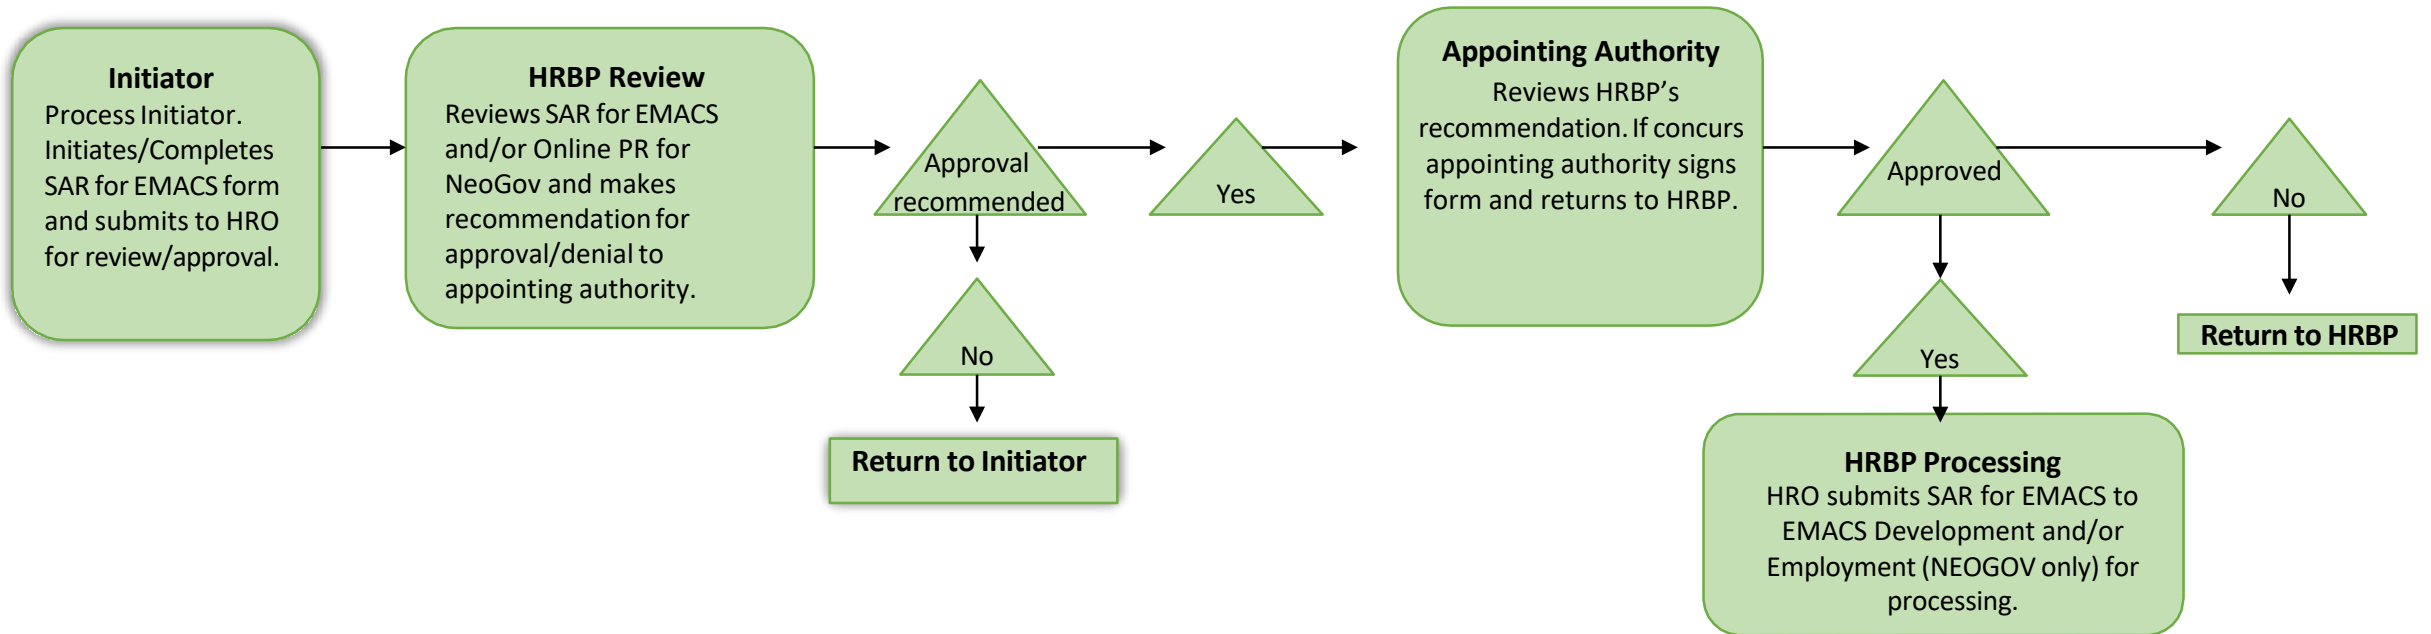 Initiator
Process Initiator.
Initiates/Completes
SAR for EMACS form
and submits to HRO
for review/approval.
HRBP Review
Reviews SAR for EMACS
and/or Online PR for
NeoGov and makes
recommendation for
approval/denial to
appointing authority.
Approval
recommended
Yes
No
Return to Initiator
Appointing Authority
Reviews HRBP’s
recommendation. If concurs
appointing authority signs
form and returns to HRBP.
Approved
No
Return to HRBP
Yes
HRBP Processing
HRO submits SAR for EMACS to
EMACS Development and/or
Employment (NEOGOV only) for
processing.